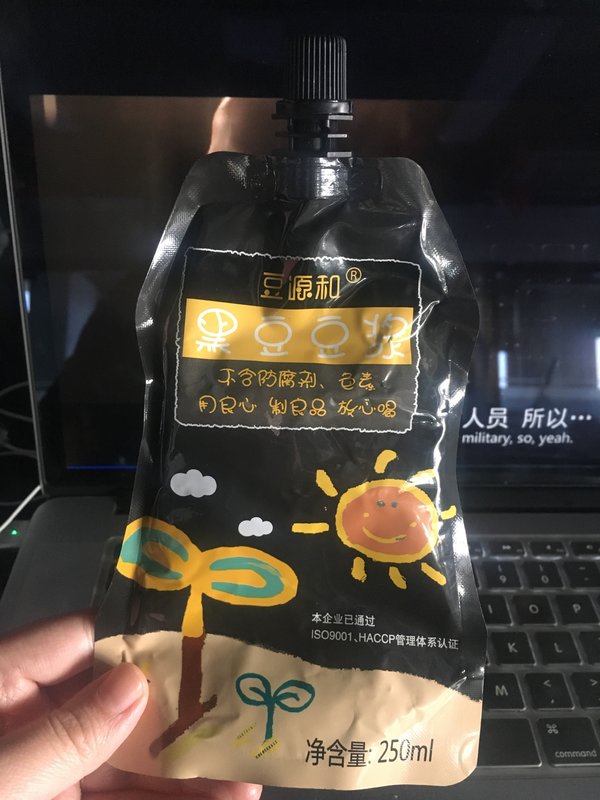 豆源和®
黑豆豆浆
不含防腐剂、色素
用良心 制良品 放心喝
人员 所以…
military, so, yeah.
本企业已通过
ISO9001、HACCP管理体系认证
净含量: 250ml
9
0
I
O
P
K
L
M
<
>
⌘
command